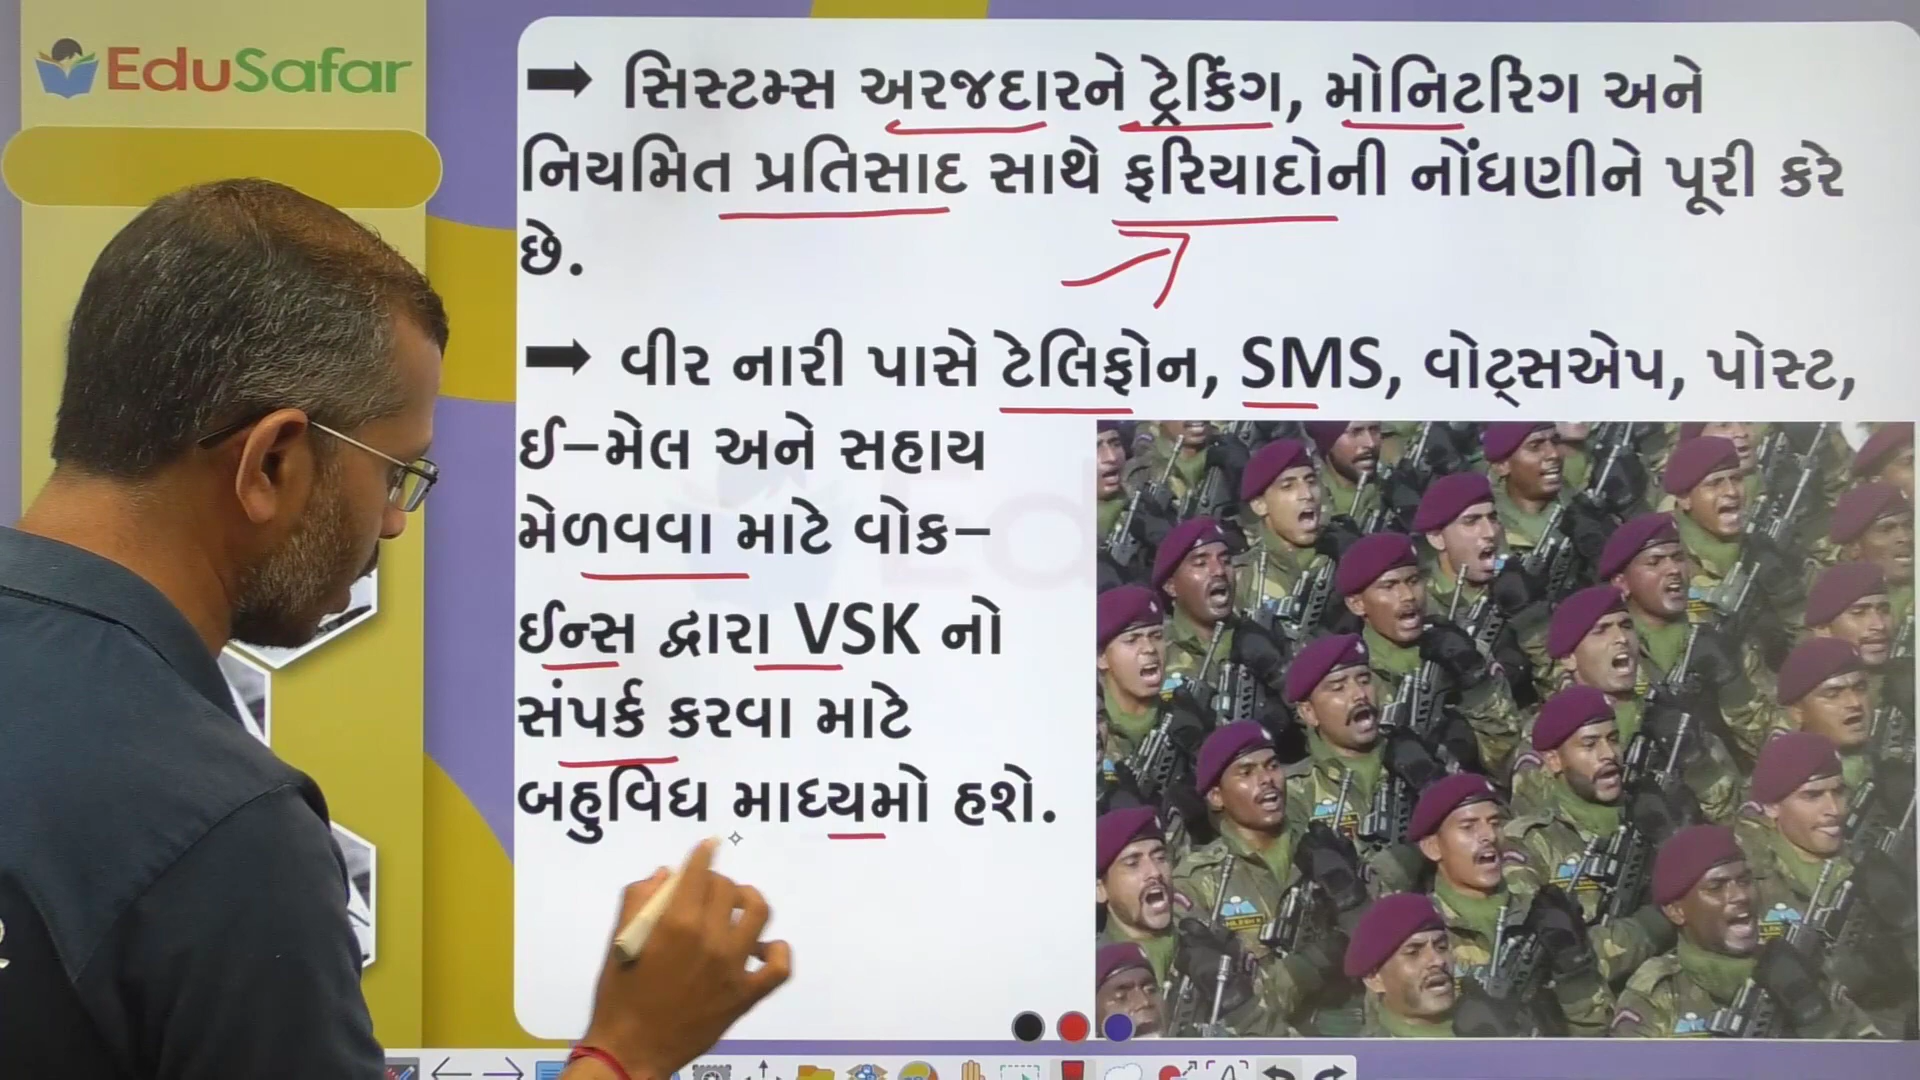 EduSafar
➡ સિસ્ટમ્સ અરજદારને ટ્રેકિંગ, મોનિટરિંગ અને
નિયમિત પ્રતિસાદ સાથે ફરિયાદોની નોંધણીને પૂરી કરે
છે.
➡ વીર નારી પાસે ટેલિફોન, SMS, વોટ્સએપ, પોસ્ટ,
ઈ-મેલ અને સહાય
મેળવવા માટે વોક-
ઈન્સ દ્વારા VSK નો
સંપર્ક કરવા માટે
બહુવિધ માધ્યમો હશે.